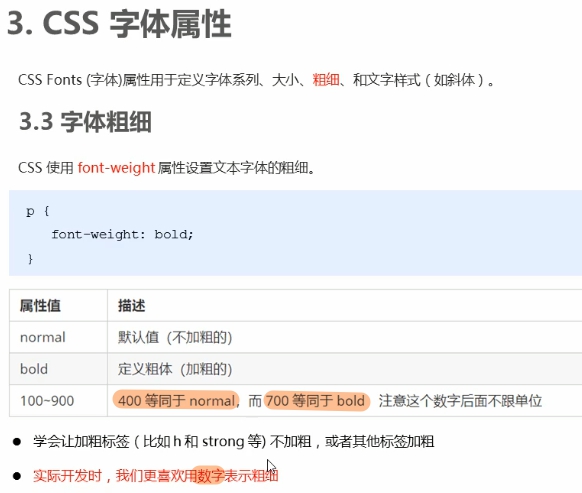 3. CSS 字体属性
CSS Fonts (字体)属性用于定义字体系列、大小、粗细、和文字样式（如斜体）。
3.3 字体粗细
CSS 使用 font-weight 属性设置文本字体的粗细。
p {
font-weight: bold;
}
属性值 描述
normal 默认值（不加粗的）
bold 定义粗体（加粗的）
100~900 400 等同于 normal，而 700 等同于 bold 注意这个数字后面不跟单位
● 学会让加粗标签（比如 h 和 strong 等) 不加粗，或者其他标签加粗
● 实际开发时，我们更喜欢用数字表示粗细